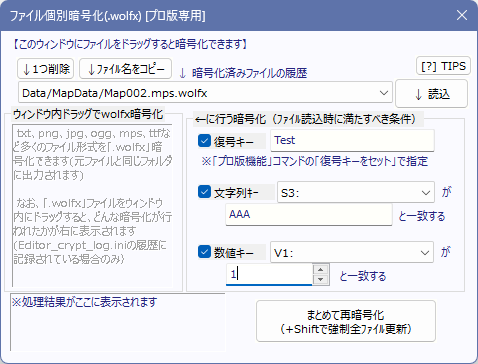 ファイル個別暗号化(.wolfx) [プロ版専用]
【このウィンドウにファイルをドラッグすると暗号化できます】
↓1つ削除
↓ファイル名をコピー
↓ 暗号化済みファイルの履歴
[?] TIPS
Data/MapData/Map002.mps.wolfx
↓ 読込
ウィンドウ内ドラッグでwolfx暗号化
txt, png, jpg, ogg, mps, ttfな
ど多くのファイル形式を「.wolfx」暗
号化できます(元ファイルと同じフォルダ
に出力されます)
なお、「.wolfx」ファイルをウィンドウ
内にドラッグすると、どんな暗号化が行
われたかが右に表示されます
(Editor_crypt_log.iniの履歴に
記録されている場合のみ)
※処理結果がここに表示されます
←に行う暗号化 (ファイル読込時に満たすべき条件)
復号キー
Test
※「プロ版機能」コマンドの「復号キーをセット」で指定
文字列ｷｰ
S3:
が
AAA
と一致する
数値キー
V1:
が
1
と一致する
まとめて再暗号化
(+Shiftで強制全ファイル更新)